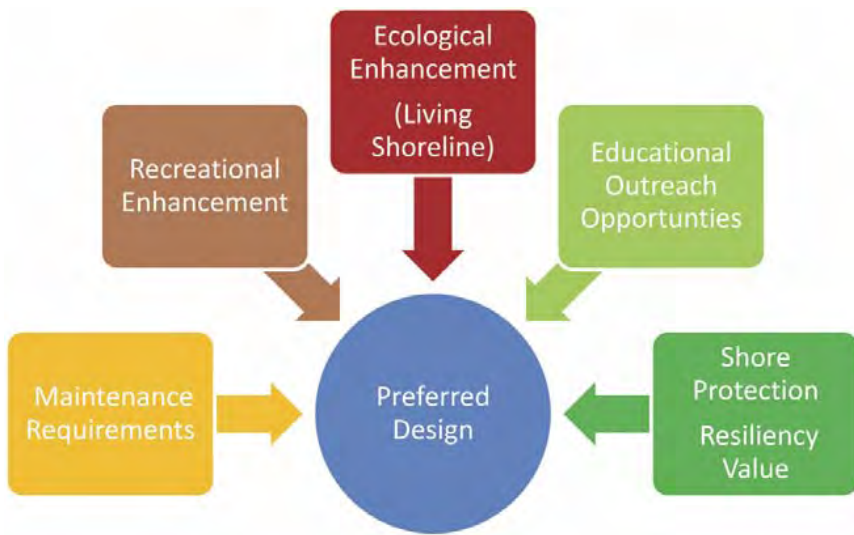 Ecological
Enhancement
(Living
Shoreline)
Recreational
Enhancement
Educational
Outreach
Opportunties
Maintenance
Requirements
Preferred
Design
Shore
Protection
Resiliency
Value